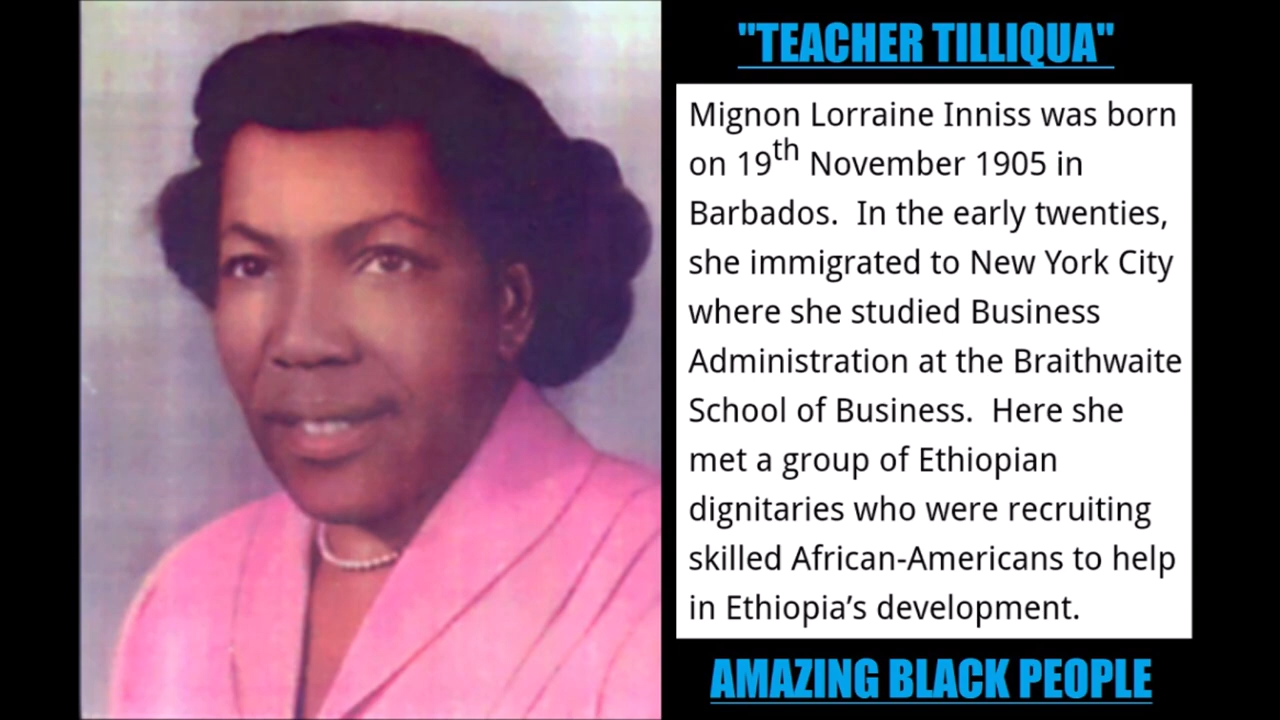 "TEACHER TILLIQUA"
Mignon Lorraine Inniss was born
on 19th November 1905 in
Barbados.  In the early twenties,
she immigrated to New York City
where she studied Business
Administration at the Braithwaite
School of Business.  Here she
met a group of Ethiopian
dignitaries who were recruiting
skilled African-Americans to help
in Ethiopia’s development.
AMAZING BLACK PEOPLE